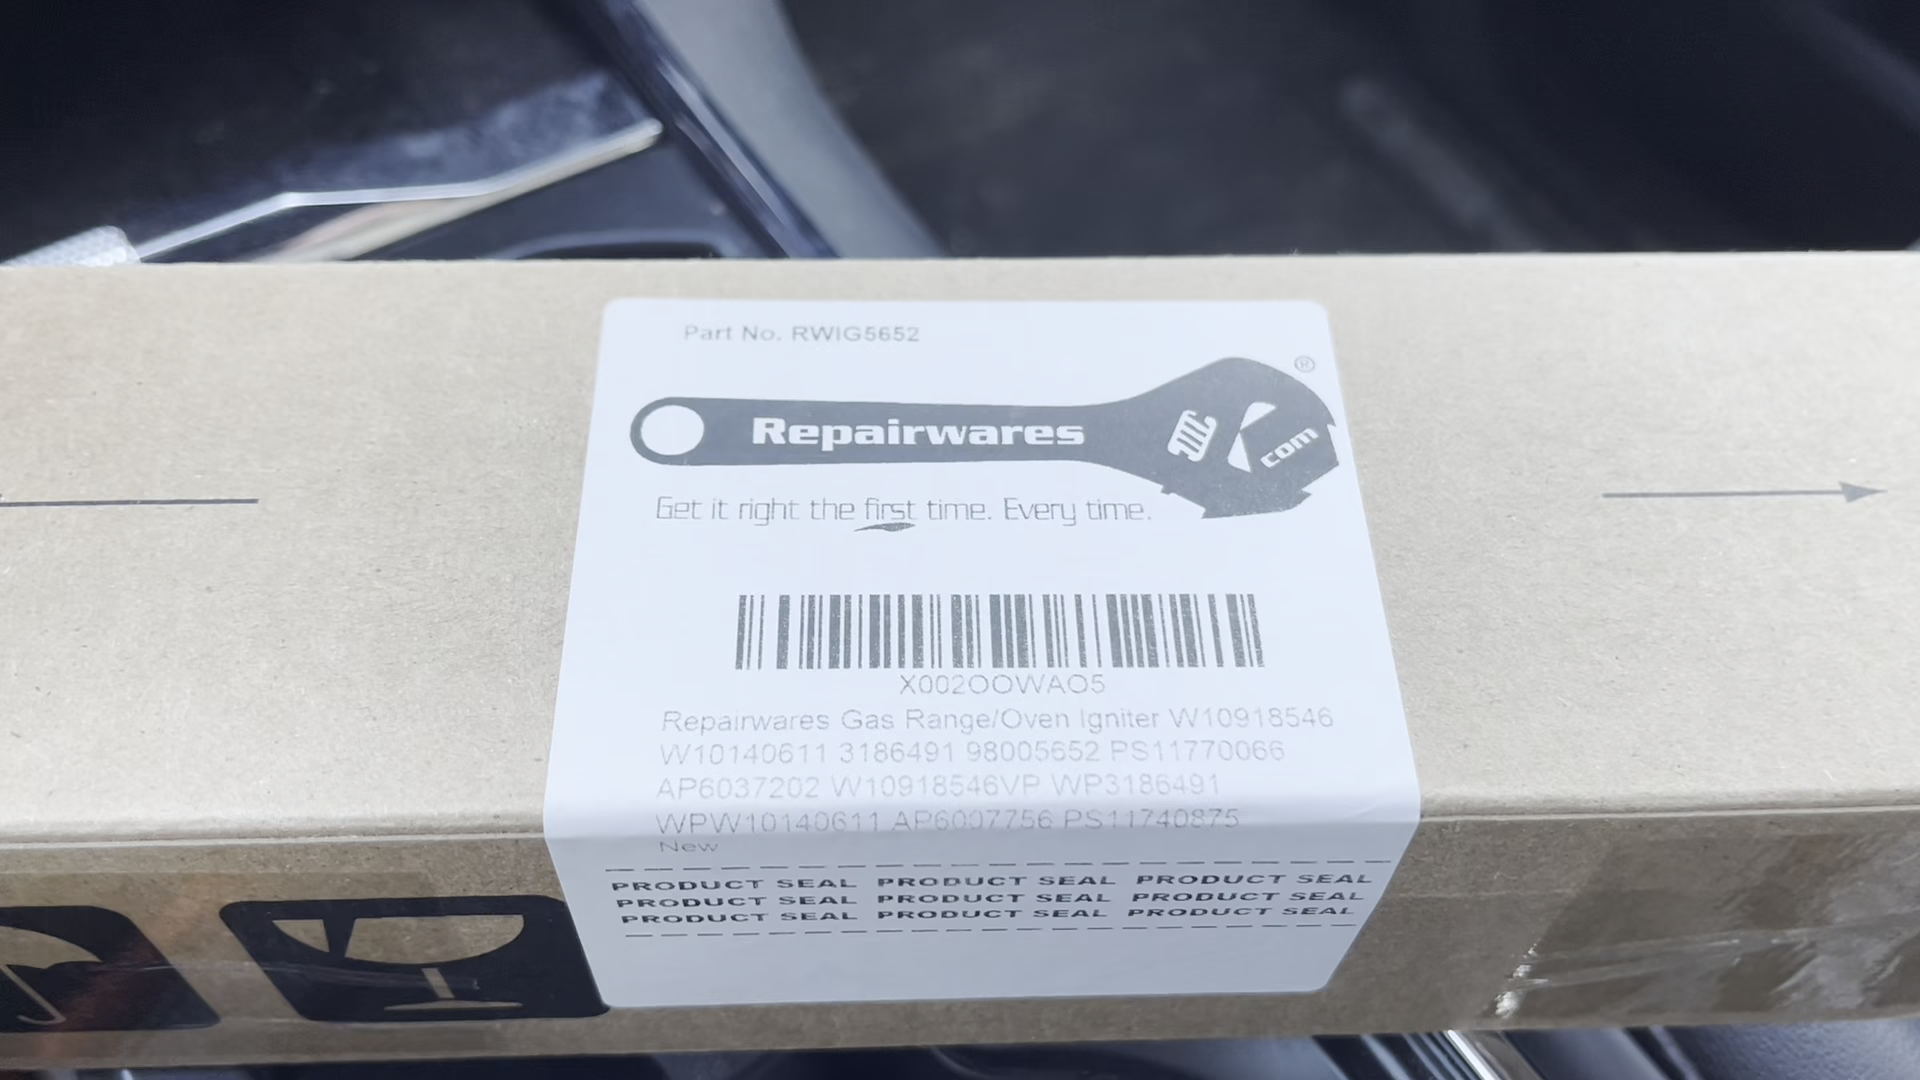 Part No. RWIG5652
®
Repairwares
com
Get it right the first time. Every time.
X002OOWAO5
Repairwares Gas Range/Oven Igniter W10918546
W10140611 3186491 98005652 PS11770066
AP6037202 W10918546VP WP3186491
WPW10140611 AP6007756 PS11740875
New
PRODUCT SEAL PRODUCT SEAL PRODUCT SEAL
PRODUCT SEAL PRODUCT SEAL PRODUCT SEAL
PRODUCT SEAL PRODUCT SEAL PRODUCT SEAL